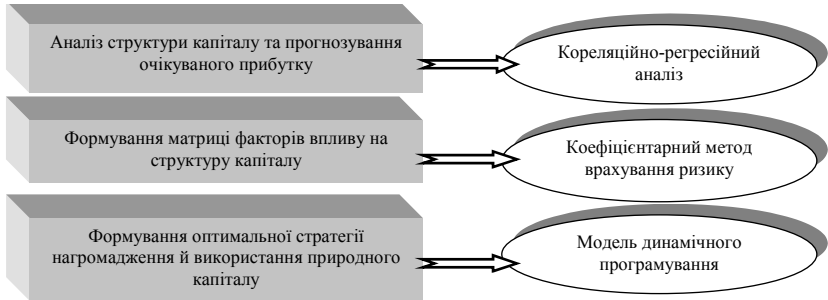 Аналіз структури капіталу та прогнозування
очікуваного прибутку
Кореляційно-регресійний
аналіз
Формування матриці факторів впливу на
структуру капіталу
Коефіцієнтарний метод
врахування ризику
Формування оптимальної стратегії
нагромадження й використання природного
капіталу
Модель динамічного
програмування